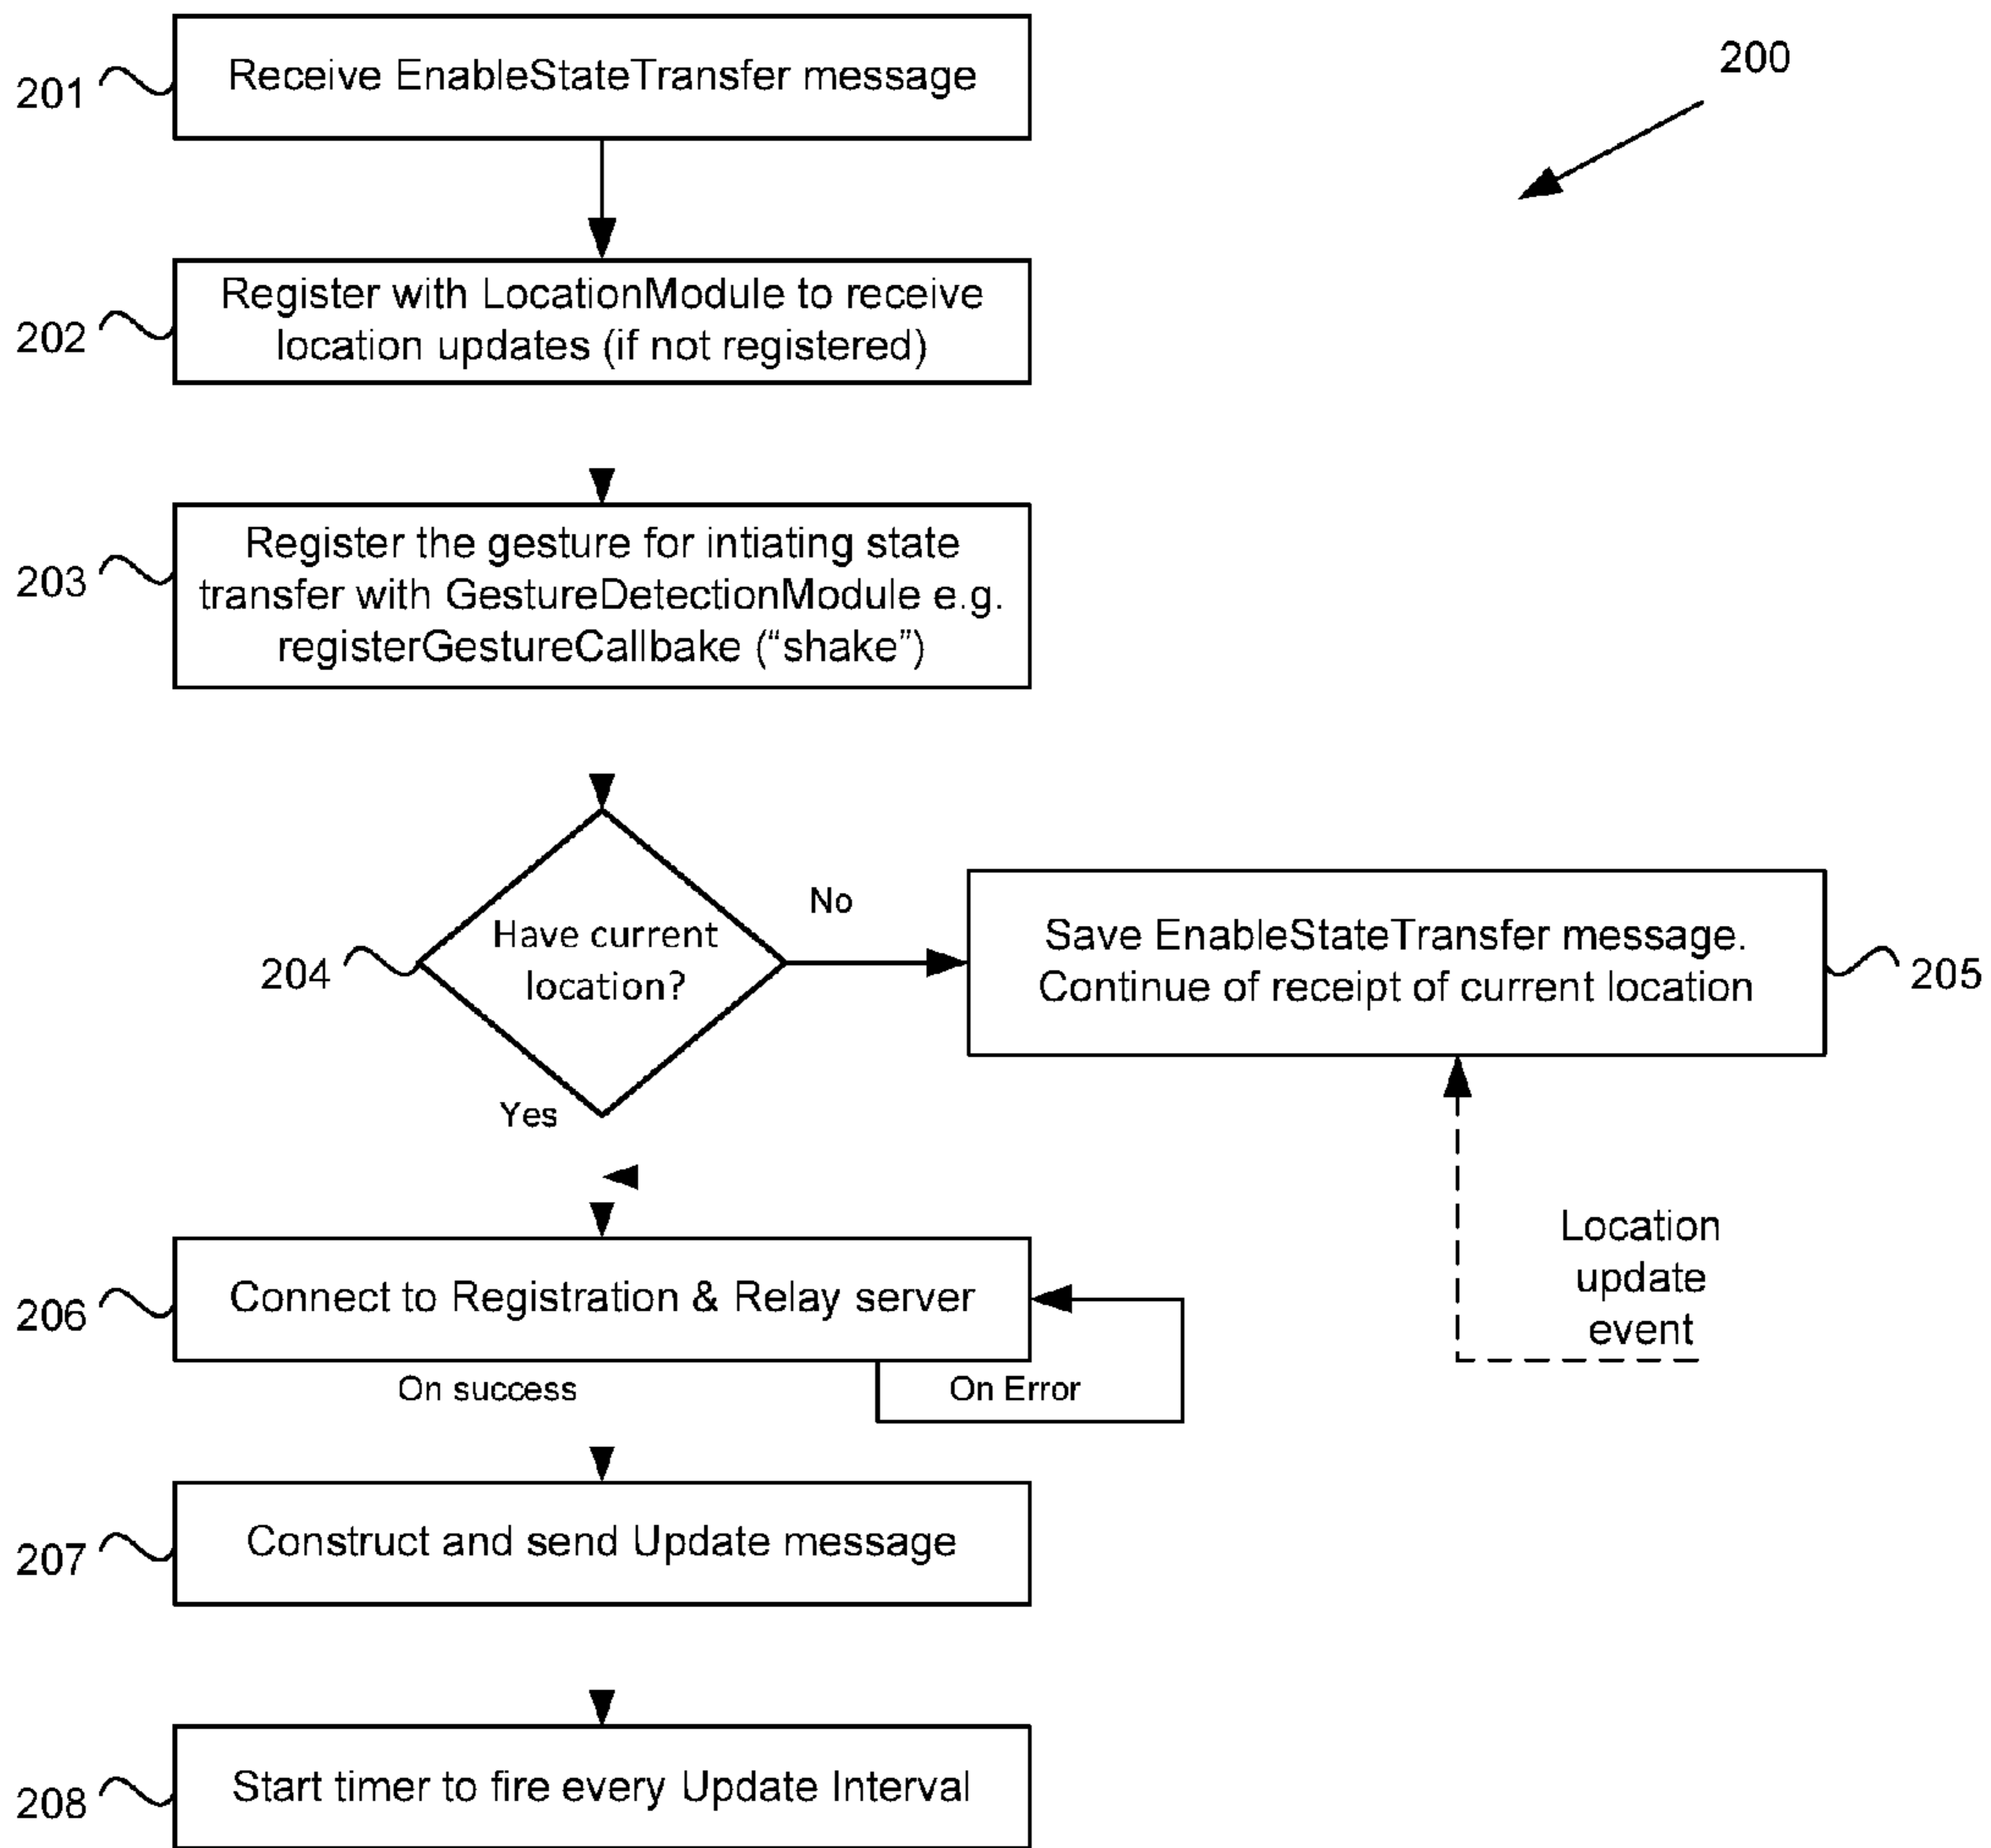 200
201
Receive EnableStateTransfer message
202
Register with LocationModule to receive
location updates (if not registered)
203
Register the gesture for intiating state
transfer with GestureDetectionModule e.g.
registerGestureCallbake (“shake”)
204
Have current
location?
No
Yes
Save EnableStateTransfer message.
Continue of receipt of current location
205
Location
update
event
206
Connect to Registration & Relay server
On success
On Error
207
Construct and send Update message
208
Start timer to fire every Update Interval